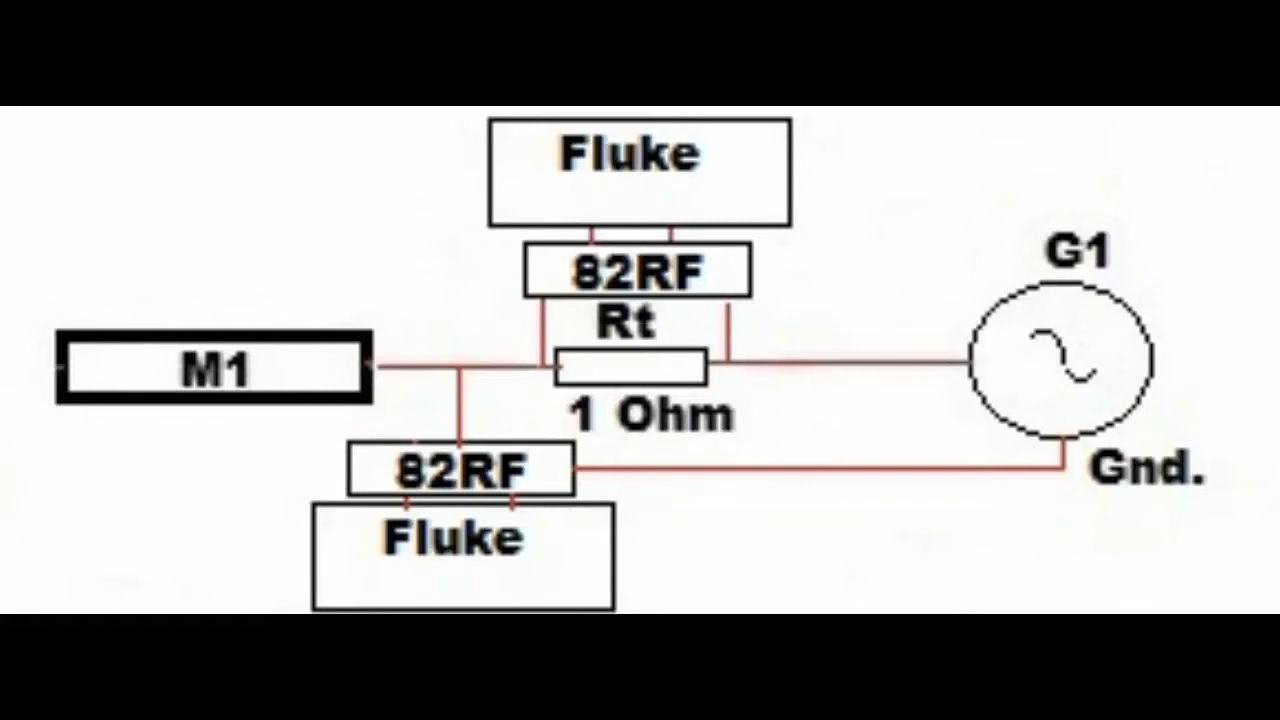 Fluke
G1
82RF
Rt
M1
1 Ohm
82RF
Gnd.
Fluke